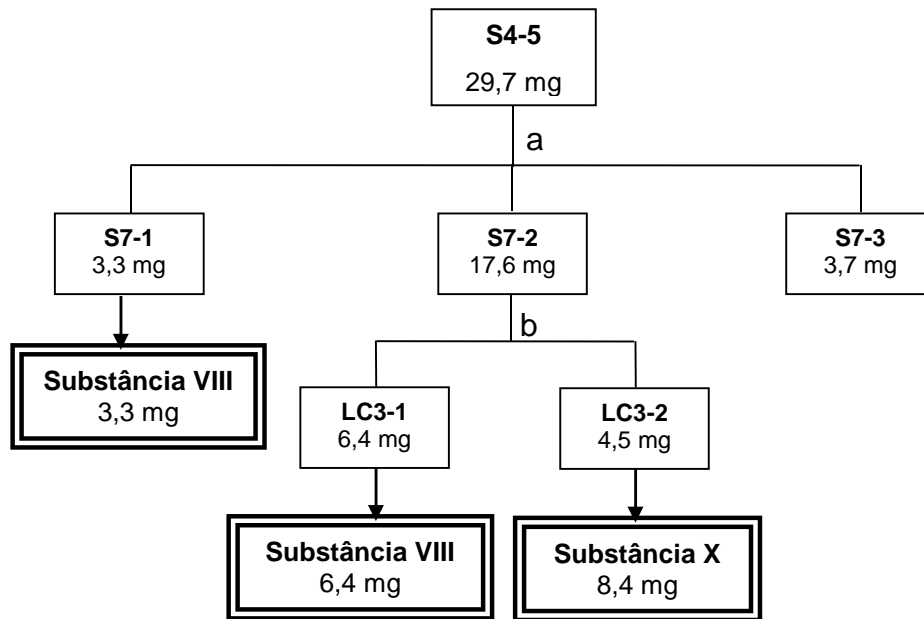 S4-5
29,7 mg
a
S7-1
3,3 mg
S7-2
17,6 mg
S7-3
3,7 mg
b
Substância VIII
3,3 mg
LC3-1
6,4 mg
LC3-2
4,5 mg
Substância VIII
6,4 mg
Substância X
8,4 mg